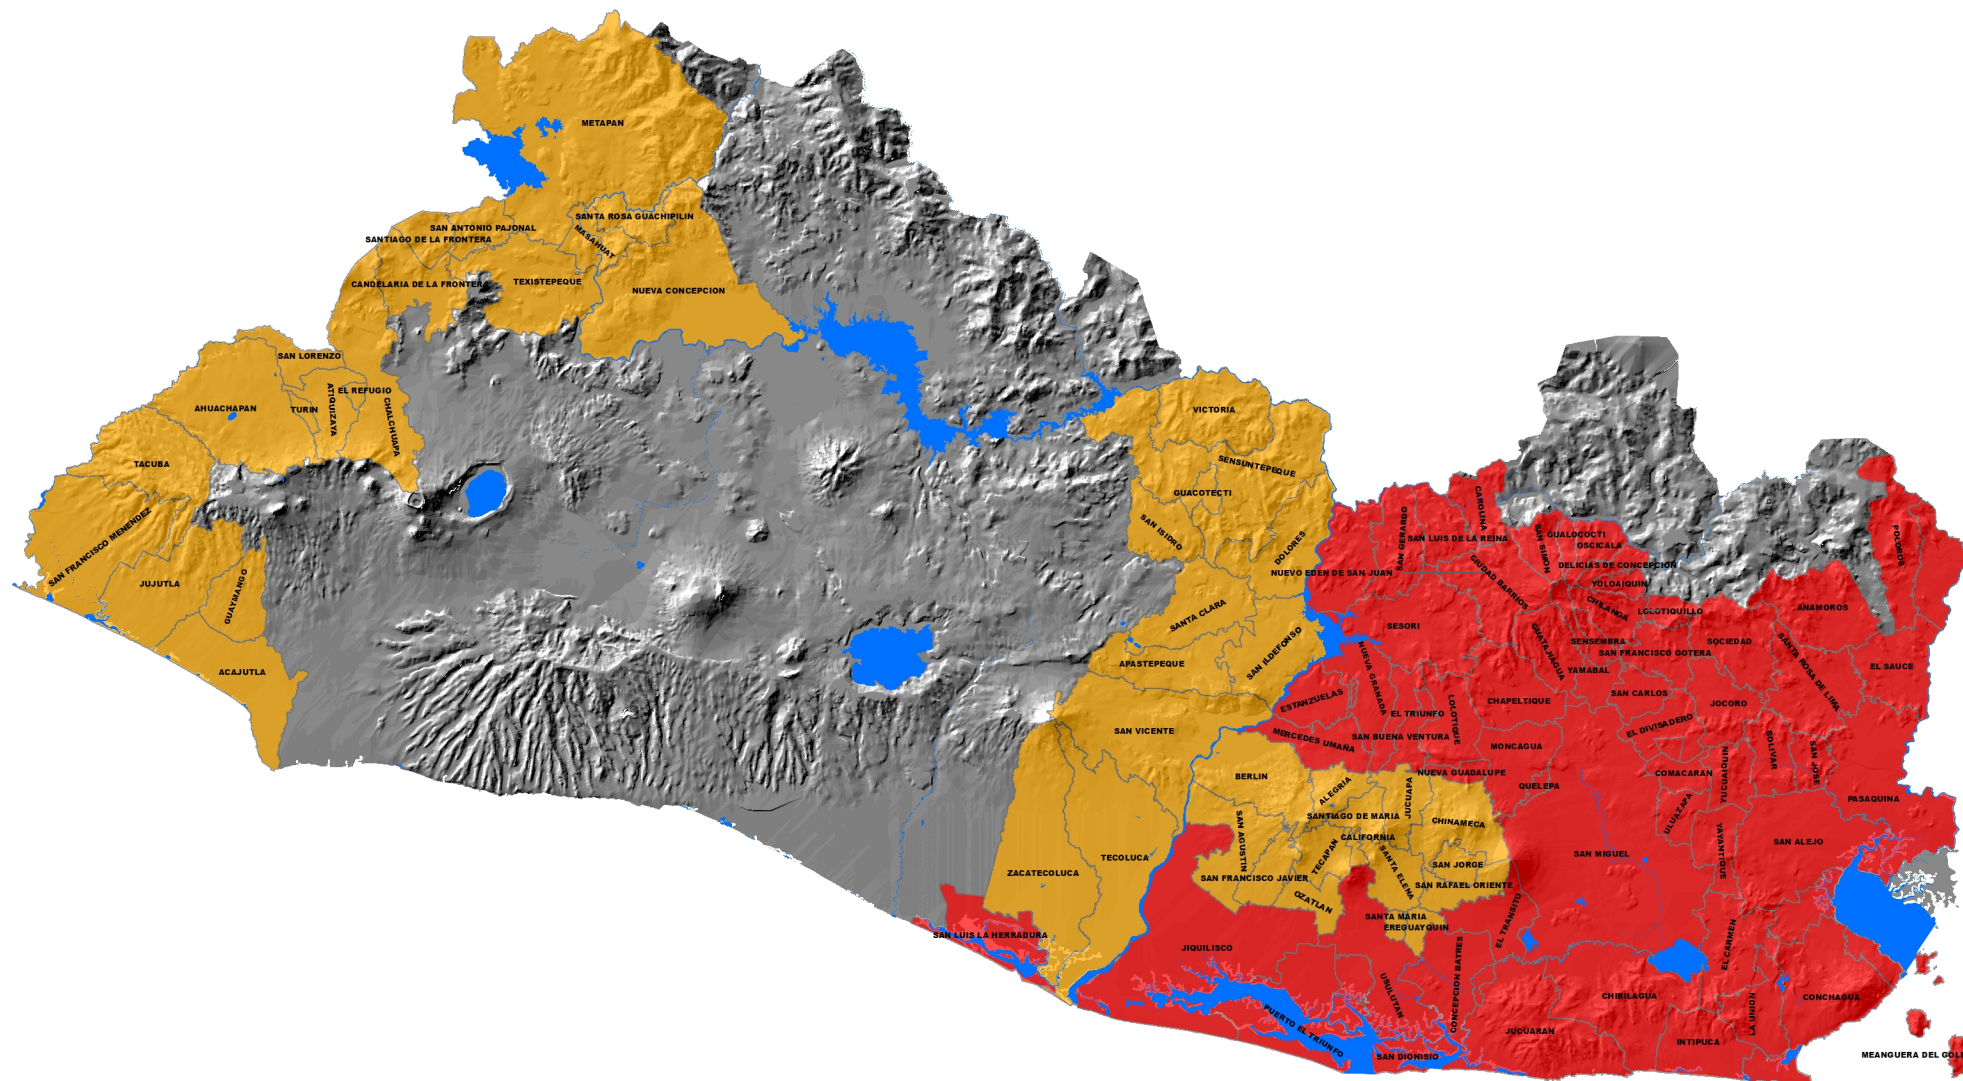 METAPAN
SANTA ROSA GUACHIPILIN
SAN ANTONIO PAJONAL
SANTIAGO DE LA FRONTERA
MASAHUAT
CANDELARIA DE LA FRONTERA
TEXISTEPEQUE
NUEVA CONCEPCION
SAN LORENZO
EL REFUGIO
AHUACHAPAN
TURIN
ATIQUIZAYA
CHALCHUAPA
TACUBA
SAN FRANCISCO MENENDEZ
JUJUTLA
GUAYMANGO
ACAJUTLA
VICTORIA
SENSUNTEPEQUE
GUACOTECTI
SAN ISIDRO
DOLORES
SANTA CLARA
SAN ILDEFONSO
APASTEPEQUE
SAN VICENTE
TECOLUCA
ZACATECOLUCA
SAN LUIS LA HERRADURA
NUEVO EDEN DE SAN JUAN
SAN GERARDO
SAN LUIS DE LA REINA
CAROLINA
SAN SIMON
GUALOCOCTI
OSCICALA
DELICIAS DE CONCEPCION
YOLOAIQUIN
CIUDAD BARRIOS
CHILANGA
LOLOTIQUILLO
SESORI
GUATAJIAGUA
SENSEMBRA
SAN FRANCISCO GOTERA
YAMABAL
SOCIEDAD
ANAMOROS
POLOROS
EL SAUCE
SANTA ROSA DE LIMA
ESTANZUELAS
NUEVA GRANADA
EL TRIUNFO
LOLOTIQUE
CHAPELTIQUE
SAN CARLOS
JOCORO
EL DIVISADERO
MERCEDES UMAÑA
SAN BUENA VENTURA
MONCAGUA
BOLIVAR
SAN JOSE
YUCUAIQUIN
COMACARAN
NUEVA GUADALUPE
QUELEPA
ULUAZAPA
PASAQUINA
BERLIN
ALEGRIA
JUCUAPA
SANTIAGO DE MARIA
CHINAMECA
SAN AGUSTIN
CALIFORNIA
TECAPAN
SANTA ELENA
SAN JORGE
SAN MIGUEL
YAYANTIQUE
SAN ALEJO
SAN FRANCISCO JAVIER
SAN RAFAEL ORIENTE
OZATLAN
SANTA MARIA
EREGUAYQUIN
EL TRANSITO
JIQUILISCO
CONCEPCION BATRES
EL CARMEN
USULUTAN
CHIRILAGUA
CONCHAGUA
LA UNION
PUERTO EL TRIUNFO
JUCUARAN
INTIPUCA
SAN DIONISIO
MEANGUERA DEL GOL